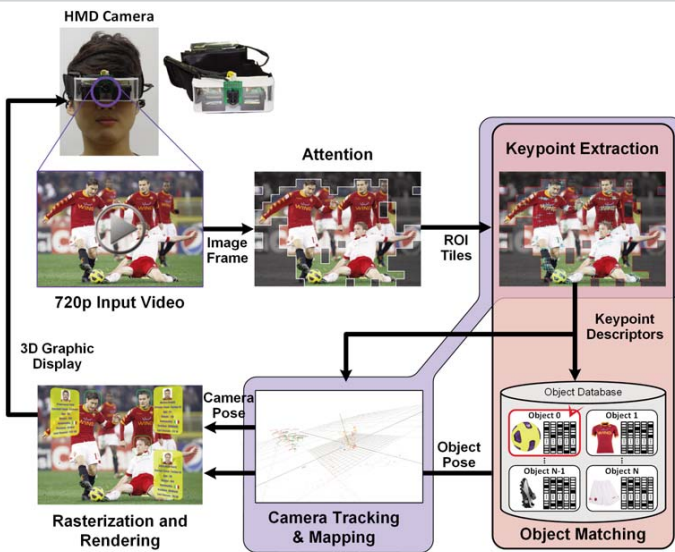 HMD Camera
Attention
Keypoint Extraction
Image
Frame
ROI
Tiles
720p Input Video
Keypoint
Descriptors
3D Graphic
Display
Object Database
Object 0
Object 1
Object N-1
Object N
Camera
Pose
Object
Pose
Rasterization and
Rendering
Camera Tracking
& Mapping
Object Matching